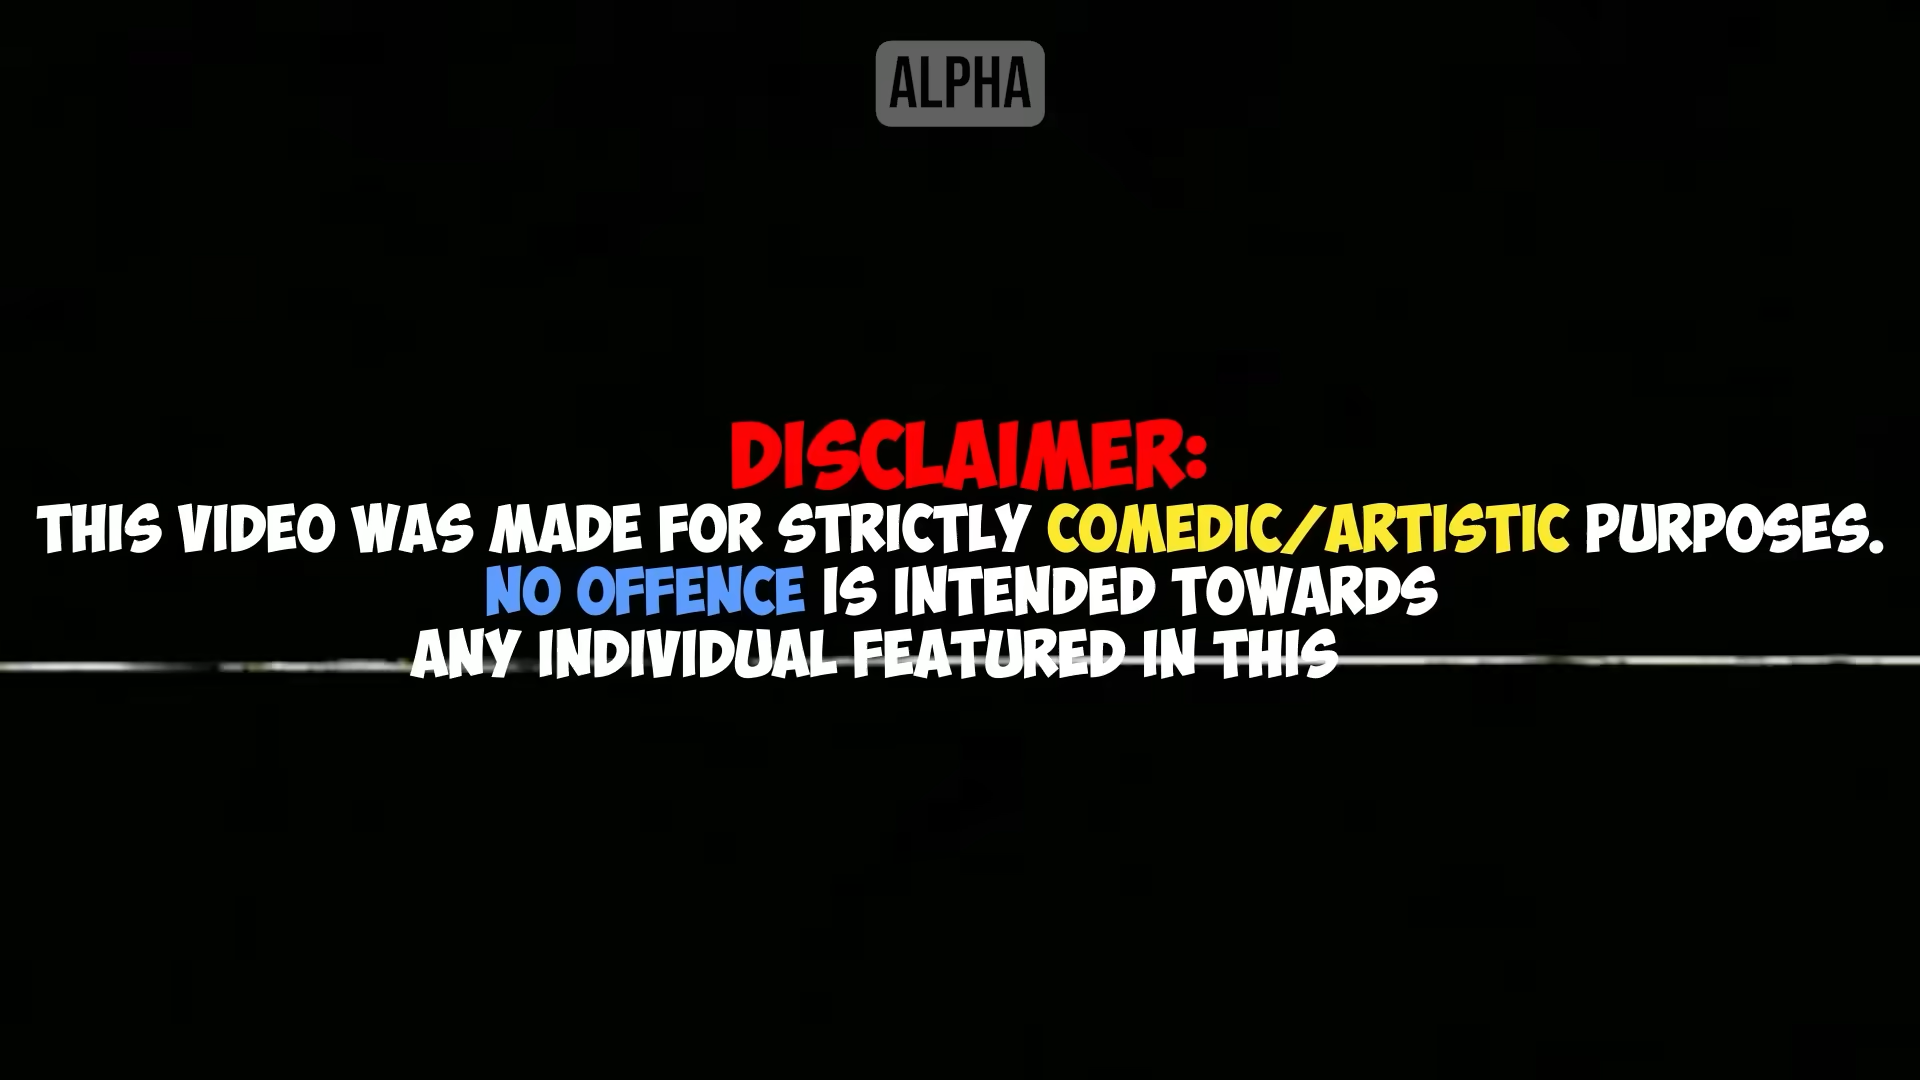 ALPHA
DISCLAIMER:
THIS VIDEO WAS MADE FOR STRICTLY COMEDIC/ARTISTIC PURPOSES.
NO OFFENCE IS INTENDED TOWARDS
ANY INDIVIDUAL FEATURED IN THIS